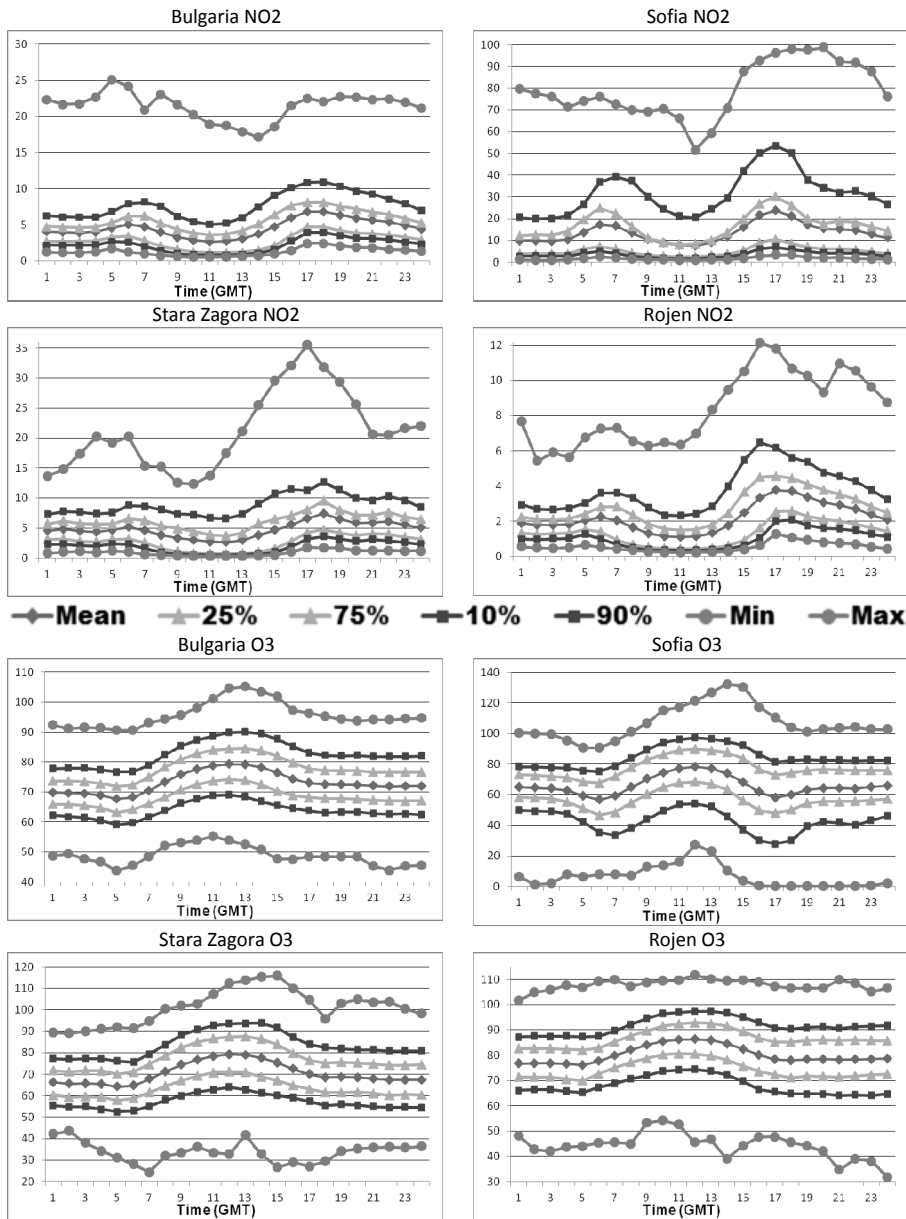 Bulgaria NO2
30
25
20
15
10
5
0
1 3 5 7 9 11 13 15 17 19 21 23
Time (GMT)
Sofia NO2
100
90
80
70
60
50
40
30
20
10
0
1 3 5 7 9 11 13 15 17 19 21 23
Time (GMT)
Stara Zagora NO2
35
30
25
20
15
10
5
0
1 3 5 7 9 11 13 15 17 19 21 23
Time (GMT)
Rojen NO2
12
10
8
6
4
2
0
1 3 5 7 9 11 13 15 17 19 21 23
Time (GMT)
Mean 25% 75% 10% 90% Min Max
Bulgaria O3
110
100
90
80
70
60
50
40
1 3 5 7 9 11 13 15 17 19 21 23
Time (GMT)
Sofia O3
140
120
100
80
60
40
20
0
1 3 5 7 9 11 13 15 17 19 21 23
Time (GMT)
Stara Zagora O3
120
110
100
90
80
70
60
50
40
30
20
1 3 5 7 9 11 13 15 17 19 21 23
Time (GMT)
Rojen O3
110
100
90
80
70
60
50
40
30
1 3 5 7 9 11 13 15 17 19 21 23
Time (GMT)